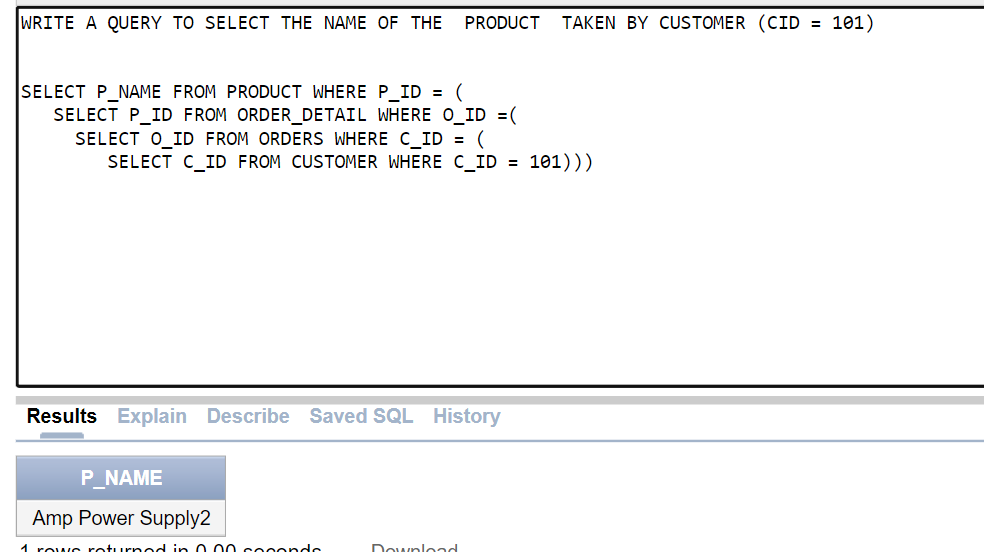 WRITE A QUERY TO SELECT THE NAME OF THE PRODUCT TAKEN BY CUSTOMER (CID = 101)
SELECT P_NAME FROM PRODUCT WHERE P_ID = (
SELECT P_ID FROM ORDER_DETAIL WHERE O_ID =(
SELECT O_ID FROM ORDERS WHERE C_ID = (
SELECT C_ID FROM CUSTOMER WHERE C_ID = 101)))
Results Explain Describe Saved SQL History
P_NAME
Amp Power Supply2
1 rows returned in 0.00 seconds Download